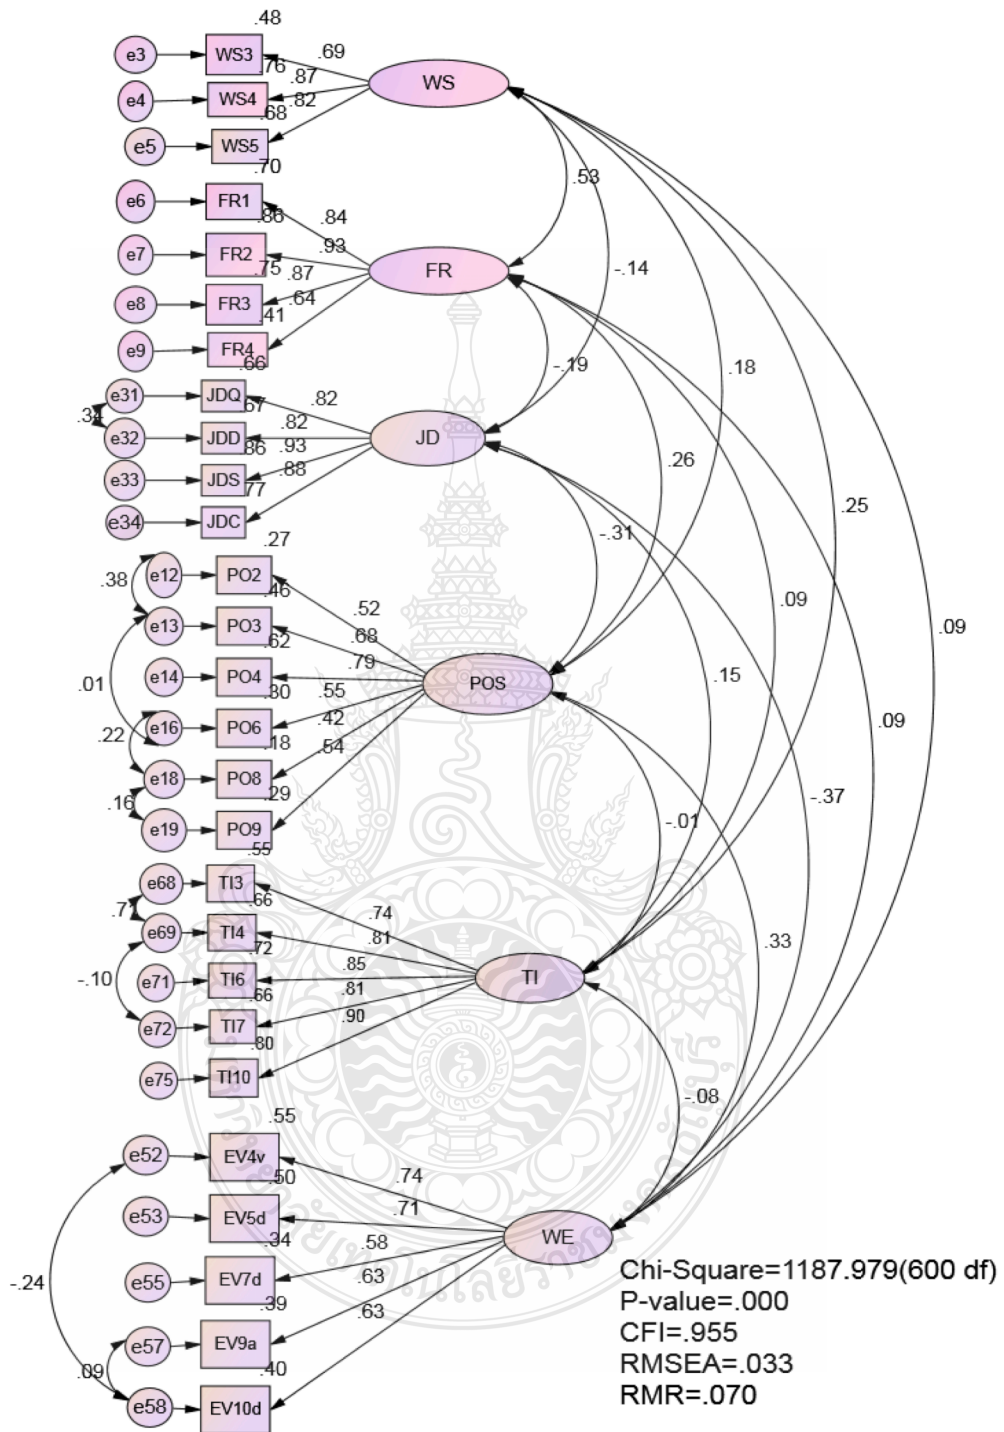 .48
e3 WS3 .69
.76
e4 WS4 .87 WS
.68 .82
e5 WS5
.70
.53
e6 FR1 .84
.86
e7 FR2 .93 FR
.75 .87 -.14
e8 FR3 .64
.41
e9 FR4
.66 -.19 .18
e31 JDQ .82
.34 .67
e32 JDD .82 JD
.86 .93
e33 JDS .88 .26
.77
e34 JDC .25
.27 -.31
e12 PO2
.38 .46 .52 .09
e13 PO3 .68 .09
.62
e14 PO4 .79 POS .15
.01 .30 .55
e16 PO6 .42 .09
.22 .18 .54
e18 PO8
.16 .29 -.37
e19 PO9 -.01
.55
e68 TI3
.7 .66 .74
e69 TI4 .81 .33
.72
-.10 e71 TI6 .85 TI
.66 .81
e72 TI7 .90
.80
e75 TI10 -.08
.55
e52 EV4v .74
.50
e53 EV5d .71 WE
.34 .58
-.24 e55 EV7d .63
.39 .63
e57 EV9a
.09 .40
e58 EV10d
Chi-Square=1187.979(600 df)
P-value=.000
CFI=.955
RMSEA=.033
RMR=.070